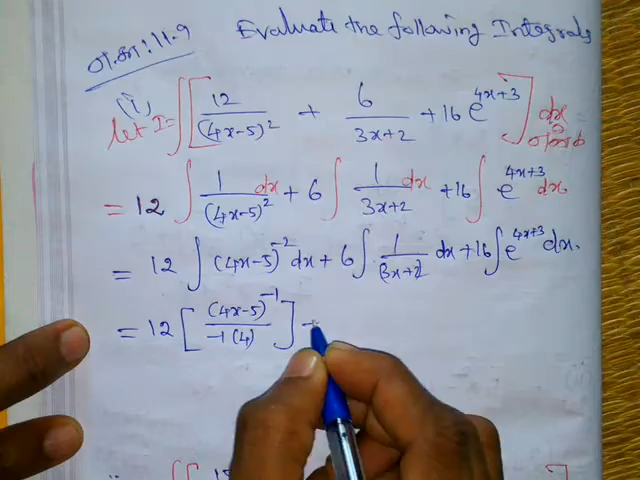 எ.கா:11.9 Evaluate the following Integrals
(i)
let I = ∫ [ 12/(4x-5)² + 6/(3x+2) + 16 e^(4x+3) ] dx
= 12 ∫ 1/(4x-5)² dx + 6 ∫ 1/(3x+2) dx + 16 ∫ e^(4x+3) dx
= 12 ∫ (4x-5)^-2 dx + 6 ∫ 1/(3x+2) dx + 16 ∫ e^(4x+3) dx.
= 12 [ (4x-5)^-1 / -1(4) ] +